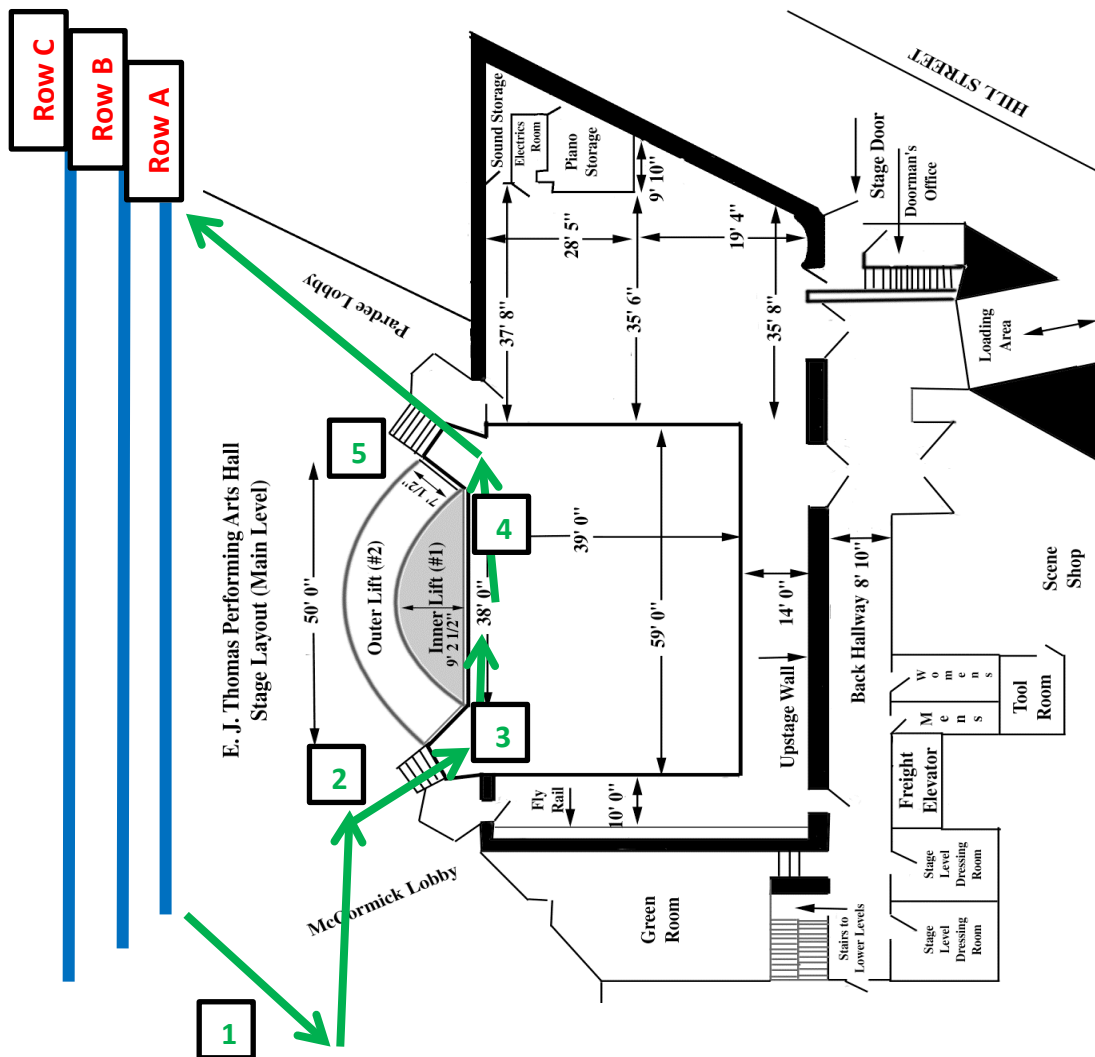 Row C
Row B
Row A
E. J. Thomas Performing Arts Hall
Stage Layout (Main Level)
HILL STREET
Pardee Lobby
McCormick Lobby
Sound Storage
Electrics
Room
Piano
Storage
9' 10"
28' 5"
19' 4"
37' 8"
35' 6"
35' 8"
Stage Door
Doorman's
Office
Loading
Area
50' 0"
Outer Lift (#2)
Inner Lift (#1)
9' 2 1/2"
7' 1/2"
38' 0"
39' 0"
59' 0"
14' 0"
Upstage Wall
Back Hallway 8' 10"
Scene
Shop
Womens
Mens
Tool
Room
Freight
Elevator
Fly
Rail
10' 0"
Green
Room
Stairs to
Lower Levels
Stage
Level
Dressing
Room
Stage
Level
Dressing
Room
1
2
3
4
5